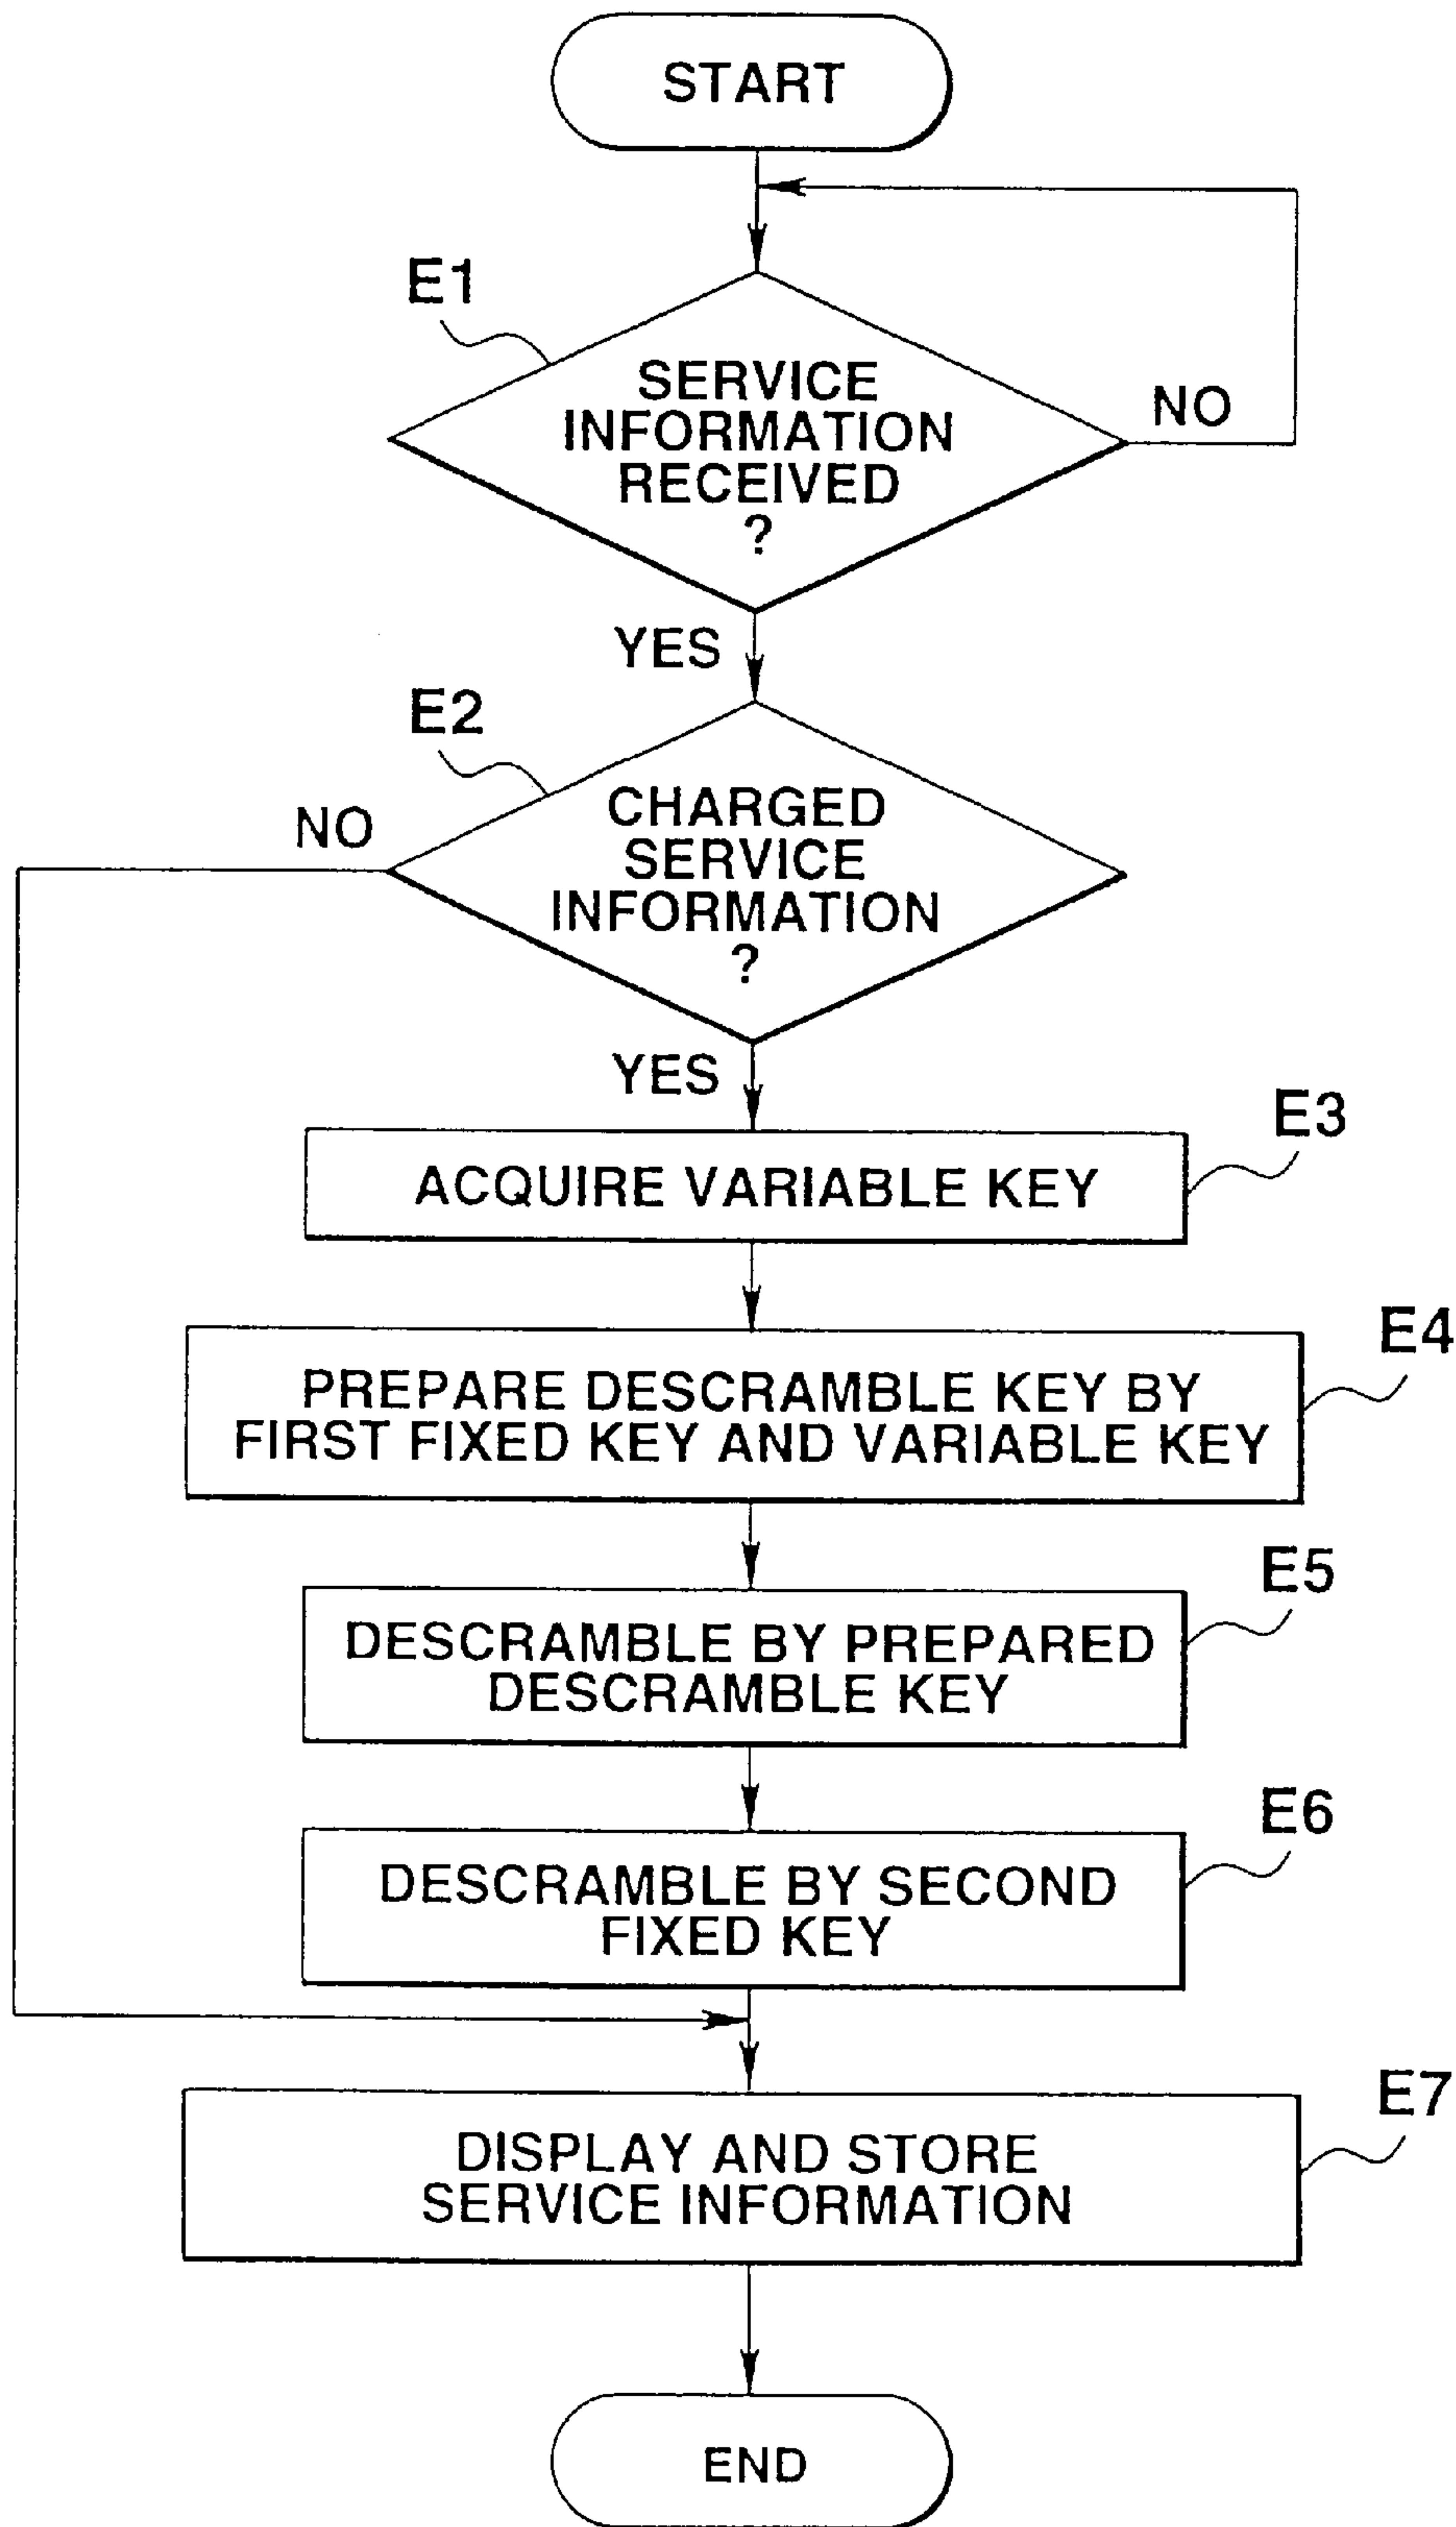 START
E1
SERVICE
INFORMATION
RECEIVED
?
NO
YES
E2
CHARGED
SERVICE
INFORMATION
?
NO
YES
E3
ACQUIRE VARIABLE KEY
E4
PREPARE DESCRAMBLE KEY BY
FIRST FIXED KEY AND VARIABLE KEY
E5
DESCRAMBLE BY PREPARED
DESCRAMBLE KEY
E6
DESCRAMBLE BY SECOND
FIXED KEY
E7
DISPLAY AND STORE
SERVICE INFORMATION
END